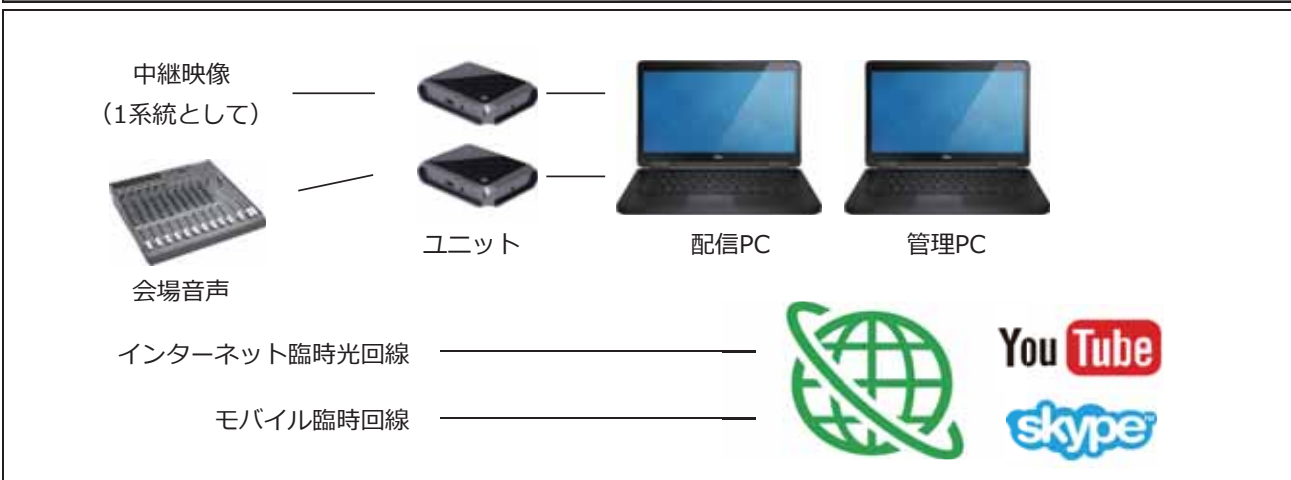 中継映像
（1系統として）
ユニット
配信PC
管理PC
会場音声
インターネット臨時光回線
モバイル臨時回線
You Tube
skype